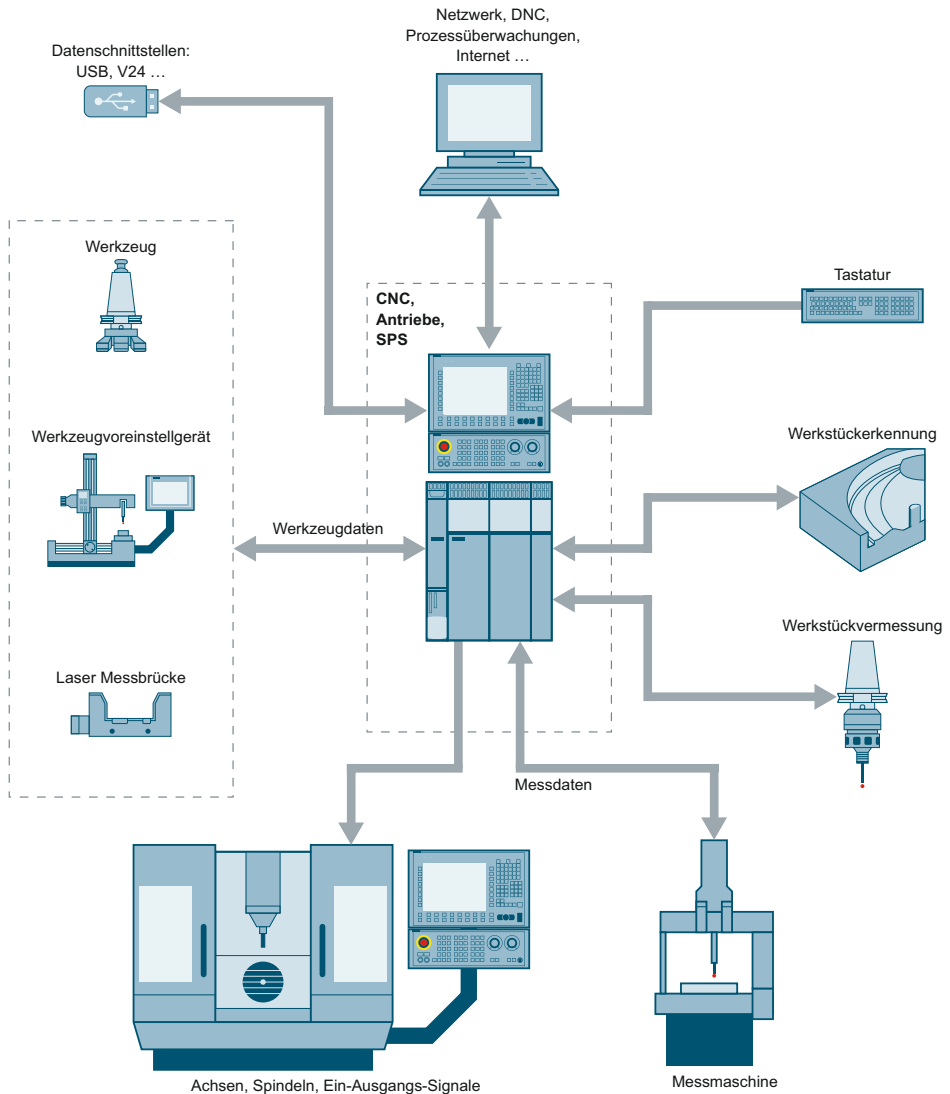 Netzwerk, DNC,
Prozessüberwachungen,
Internet …
Datenschnittstellen:
USB, V24 …
Werkzeug
CNC,
Antriebe,
SPS
Tastatur
Werkzeugvoreinstellgerät
Werkstückerkennung
Werkzeugdaten
Werkstückvermessung
Laser Messbrücke
Messdaten
Achsen, Spindeln, Ein-Ausgangs-Signale
Messmaschine